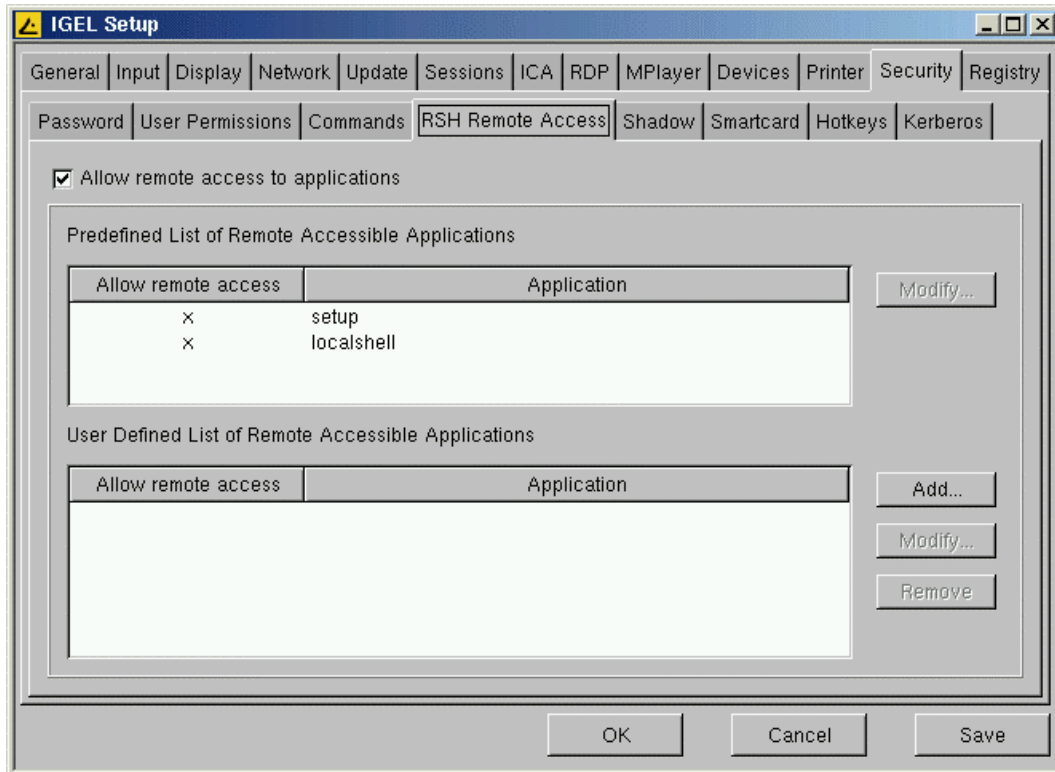 IGEL Setup
General Input Display Network Update Sessions ICA RDP MPlayer Devices Printer Security Registry
Password User Permissions Commands RSH Remote Access Shadow Smartcard Hotkeys Kerberos
Allow remote access to applications
Predefined List of Remote Accessible Applications
Allow remote access Application
Modify...
x setup
x localshell
User Defined List of Remote Accessible Applications
Allow remote access Application
Add...
Modify...
Remove
OK Cancel Save